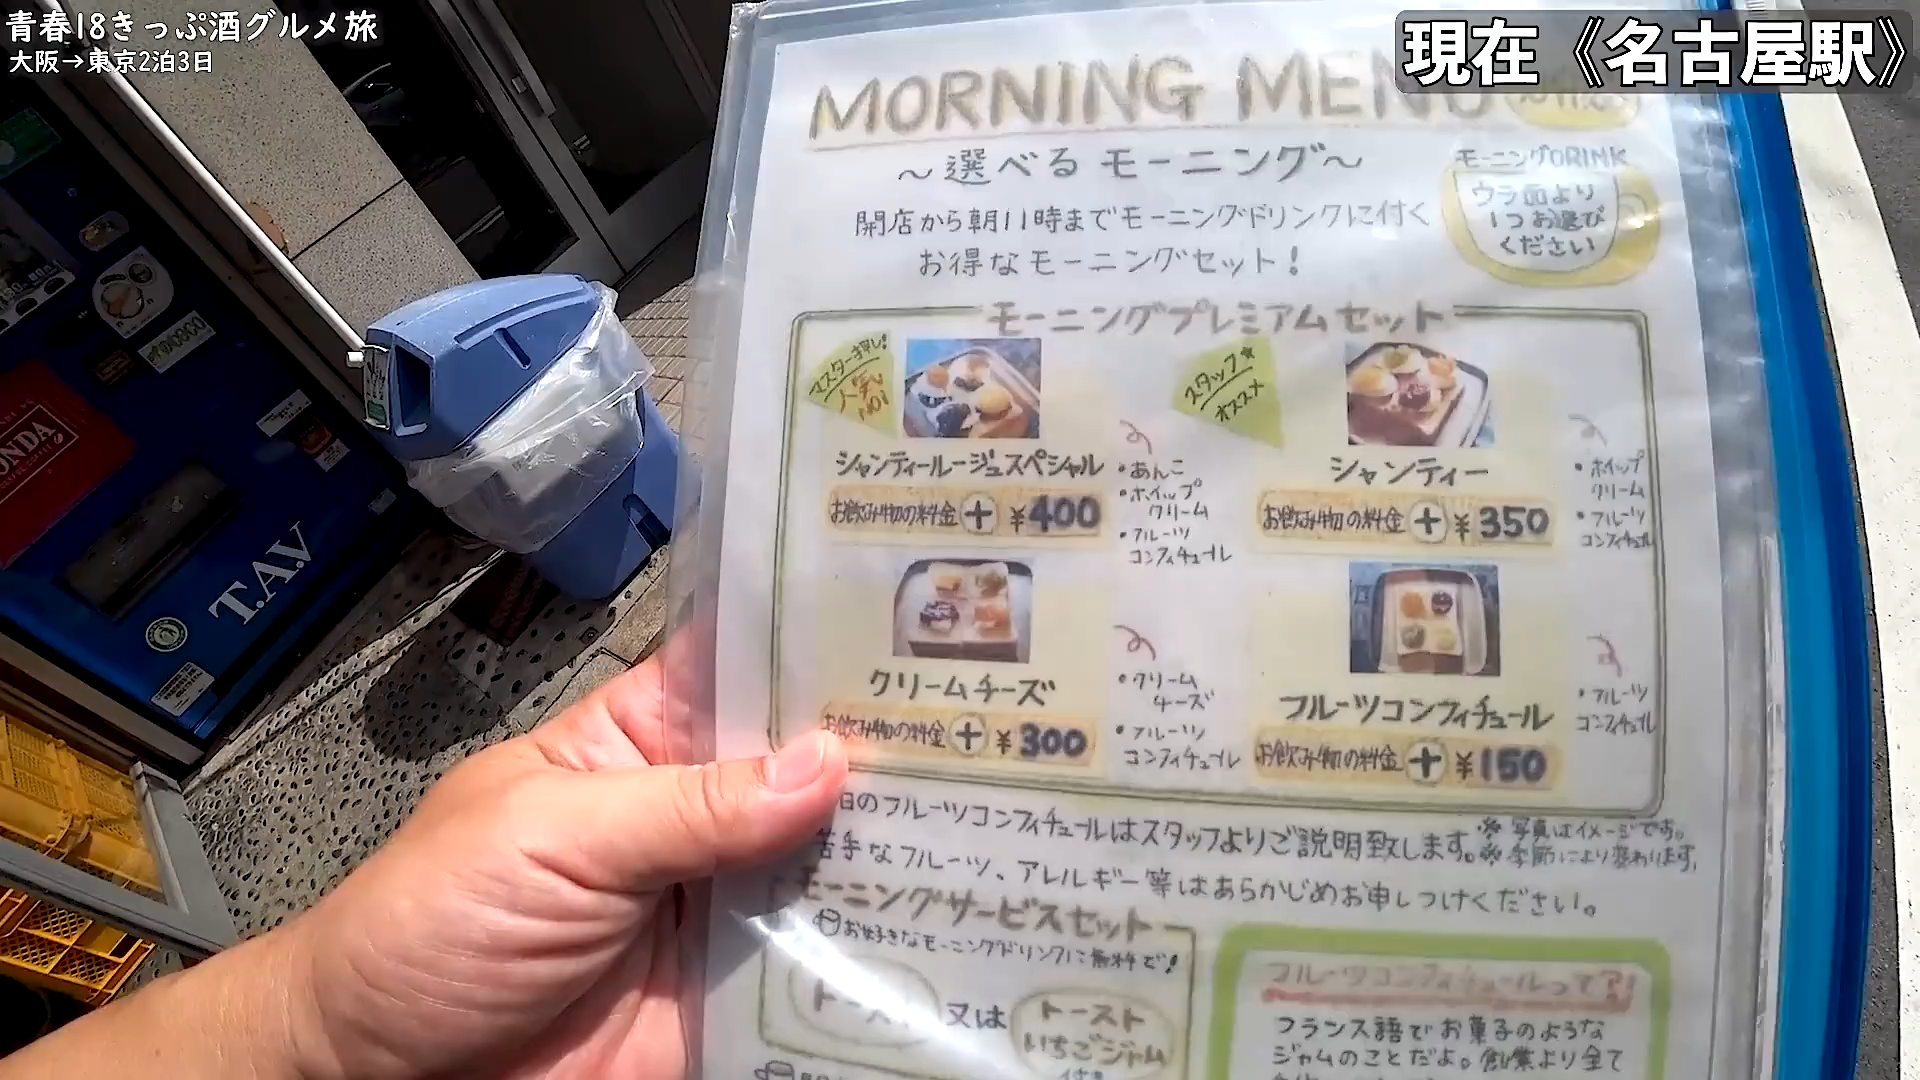 青春18きっぷ酒グルメ旅
大阪→東京2泊3日
現在《名古屋駅》
MORNING MENU
～選べるモーニング～
開店から朝11時までモーニングドリンクに付く
お得なモーニングセット！
モーニングDRINK
ウラ面より
1つお選び
ください
モーニングプレミアムセット
マスター押し!
人気
NO1
シャンティールージュスペシャル
お飲み物の料金＋¥400
・あんこ
・ホイップ
クリーム
・フルーツ
コンフィチュール
スタッフ★
オススメ
シャンティー
お飲み物の料金＋¥350
・ホイップ
クリーム
・フルーツ
コンフィチュール
クリームチーズ
お飲み物の料金＋¥300
・クリーム
チーズ
・フルーツ
コンフィチュール
フルーツコンフィチュール
お飲み物の料金＋¥150
・フルーツ
コンフィチュール
日のフルーツコンフィチュールはスタッフよりご説明致します。
※写真はイメージです。
※季節により変わります。
苦手なフルーツ、アレルギー等はあらかじめお申しつけください。
モーニングサービスセット
お好きなモーニングドリンクに無料で！
トースト 又は トースト
いちごジャム
付き
フルーツコンフィチュールって?!
フランス語でお菓子のような
ジャムのことだよ。創業より全て
T.A.V